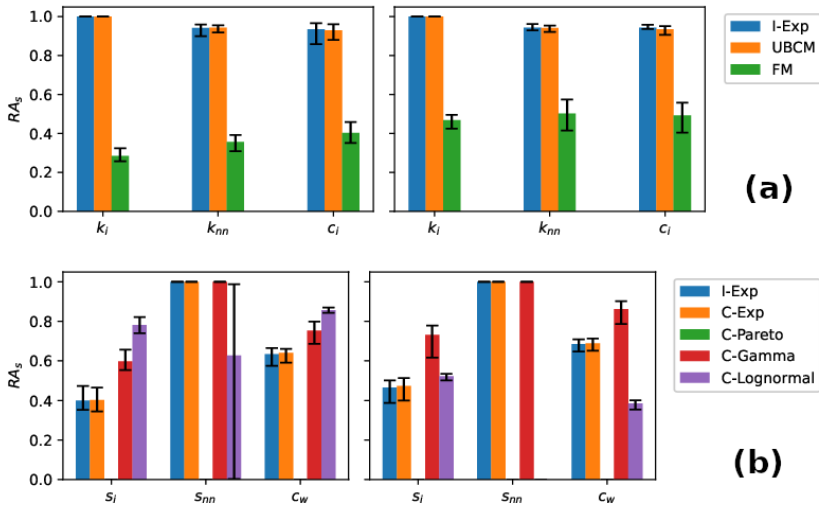 1.0
0.8
0.6
0.4
0.2
0.0
RAs
ki
knn
ci
ki
knn
ci
I-Exp
UBCM
FM
(a)
1.0
0.8
0.6
0.4
0.2
0.0
RAs
si
snn
cw
si
snn
cw
I-Exp
C-Exp
C-Pareto
C-Gamma
C-Lognormal
(b)